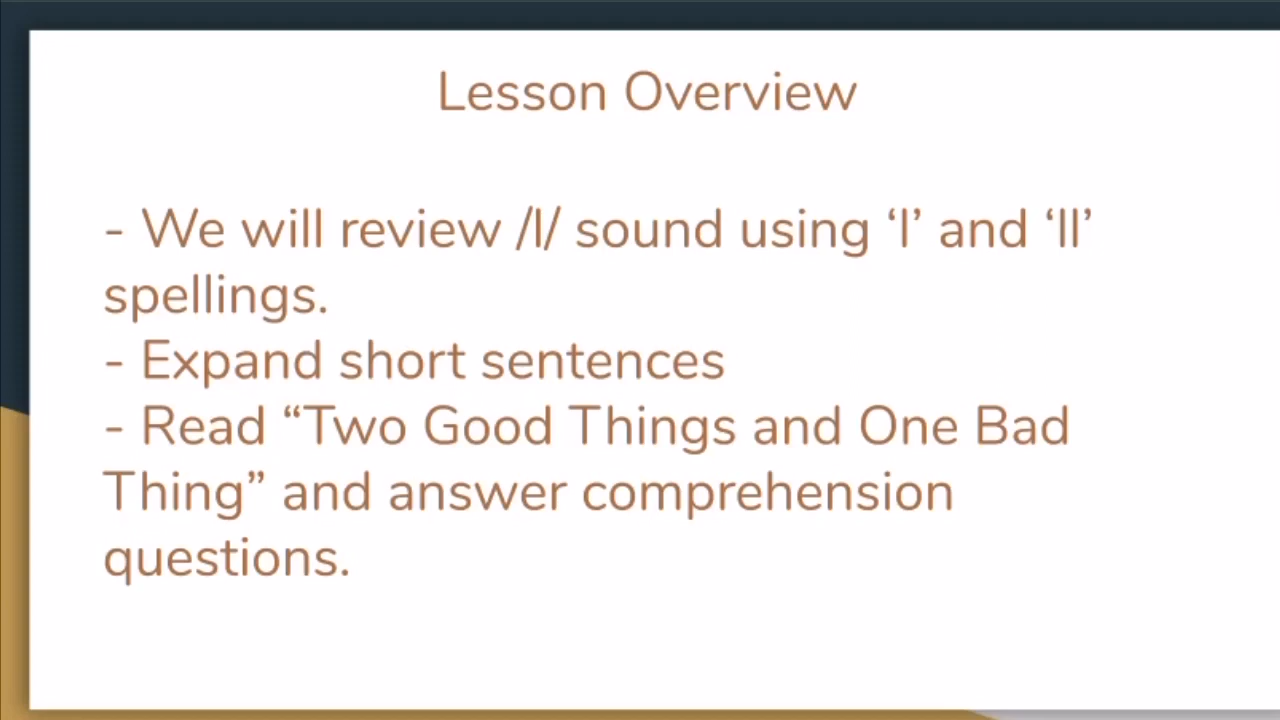 Lesson Overview
- We will review /l/ sound using ‘l’ and ‘ll’
spellings.
- Expand short sentences
- Read “Two Good Things and One Bad
Thing” and answer comprehension
questions.